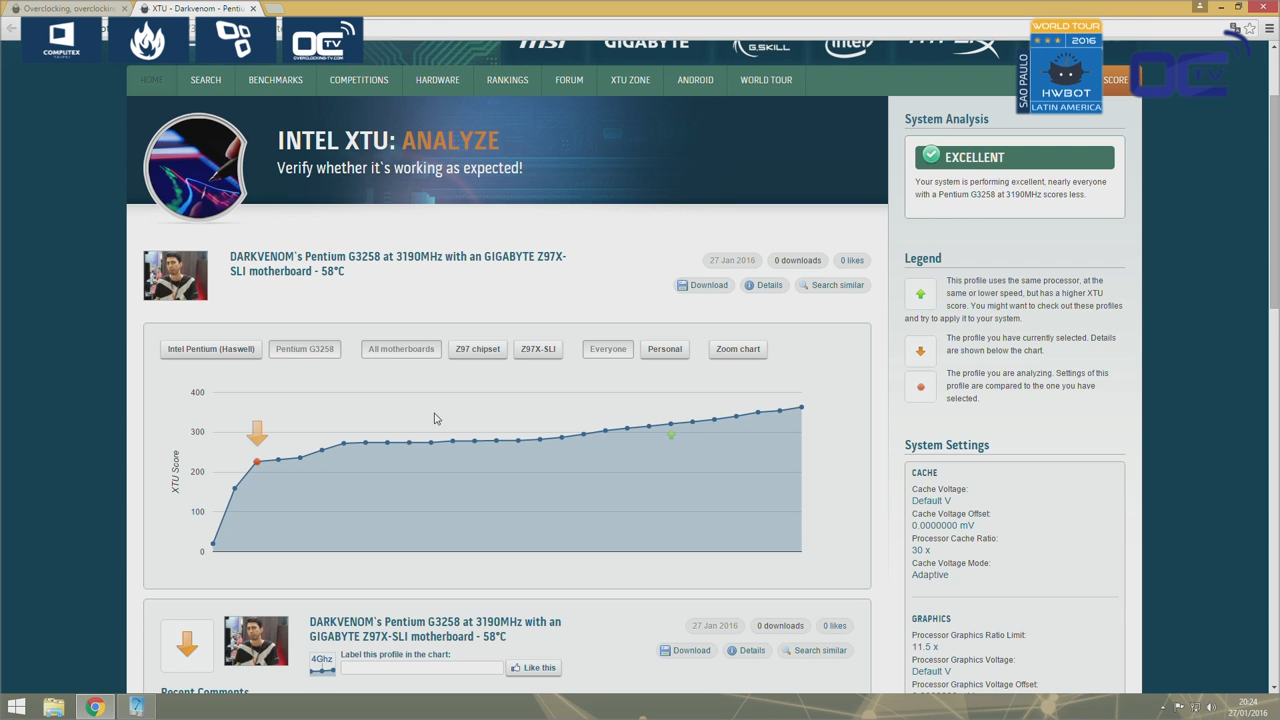 Overclocking, overclocking
XTU - Darkvenom - Pentiu
COMPUTEX
TAIPEI
OC TV
OVERCLOCKING-TV.COM
MSI
GIGABYTE
G.SKILL
intel
HYPERX
WORLD TOUR
2016
SAO PAULO
HWBOT
LATIN AMERICA
OC TV
HOME
SEARCH
BENCHMARKS
COMPETITIONS
HARDWARE
RANKINGS
FORUM
XTU ZONE
ANDROID
WORLD TOUR
SCORE
INTEL XTU: ANALYZE
Verify whether it`s working as expected!
DARKVENOM`s Pentium G3258 at 3190MHz with an GIGABYTE Z97X-
SLI motherboard - 58°C
27 Jan 2016
0 downloads
0 likes
Download
Details
Search similar
Intel Pentium (Haswell)
Pentium G3258
All motherboards
Z97 chipset
Z97X-SLI
Everyone
Personal
Zoom chart
400
300
200
100
0
XTU Score
DARKVENOM`s Pentium G3258 at 3190MHz with an
GIGABYTE Z97X-SLI motherboard - 58°C
27 Jan 2016
0 downloads
0 likes
Download
Details
Search similar
4Ghz
Label this profile in the chart:
Like this
Recent Comments
System Analysis
EXCELLENT
Your system is performing excellent, nearly everyone
with a Pentium G3258 at 3190MHz scores less.
Legend
This profile uses the same processor, at
the same or lower speed, but has a higher XTU
score. You might want to check out these profiles
and try to apply it to your system.
The profile you have currently selected. Details
are shown below the chart.
The profile you are analyzing. Settings of this
profile are compared to the one you have
selected.
System Settings
CACHE
Cache Voltage:
Default V
Cache Voltage Offset:
0.0000000 mV
Processor Cache Ratio:
30 x
Cache Voltage Mode:
Adaptive
GRAPHICS
Processor Graphics Ratio Limit:
11.5 x
Processor Graphics Voltage:
Default V
Processor Graphics Voltage Offset:
20:24
27/01/2016